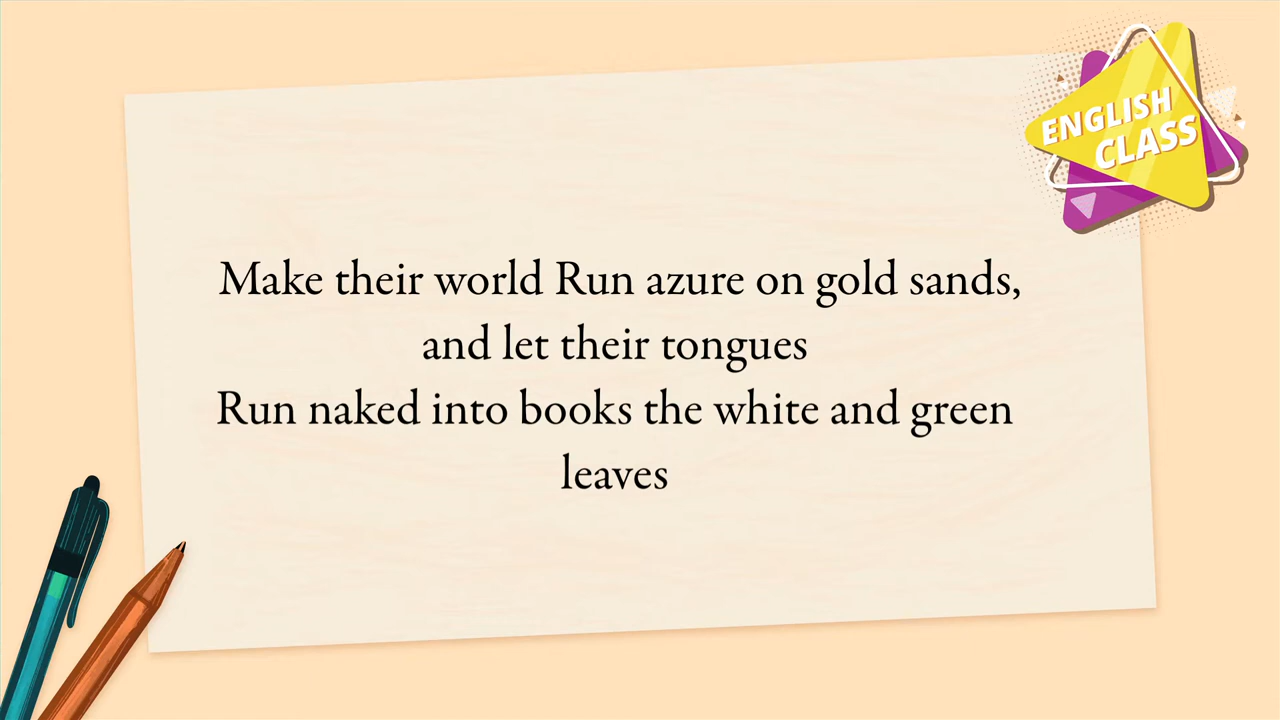 ENGLISH
CLASS
Make their world Run azure on gold sands,
and let their tongues
Run naked into books the white and green
leaves